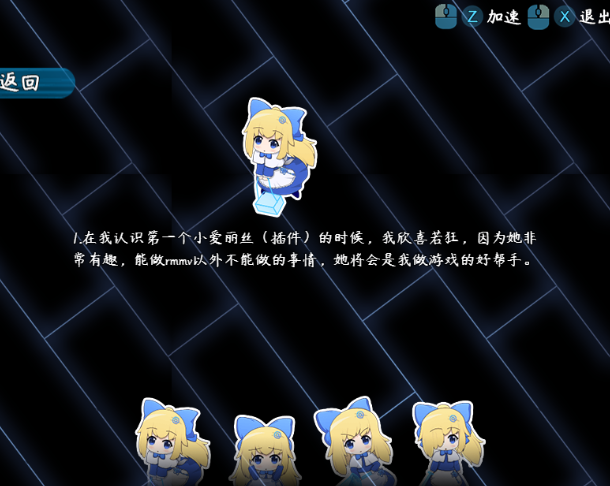 Z 加速 X 退出
返回
1.在我认识第一个小爱丽丝（插件）的时候，我欣喜若狂，因为她非
常有趣，能做rmmv以外不能做的事情，她将会是我做游戏的好帮手。